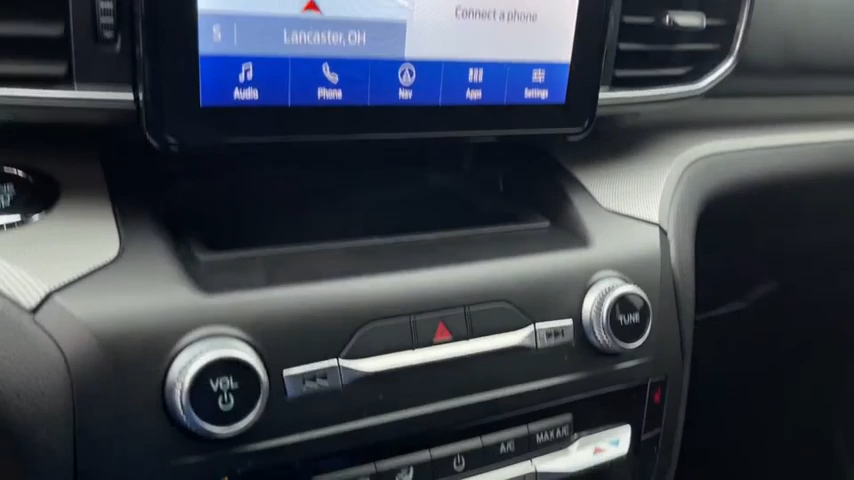 Connect a phone
S
Lancaster, OH
Audio
Phone
Nav
Apps
Settings
TUNE
VOL
A/C
MAX A/C